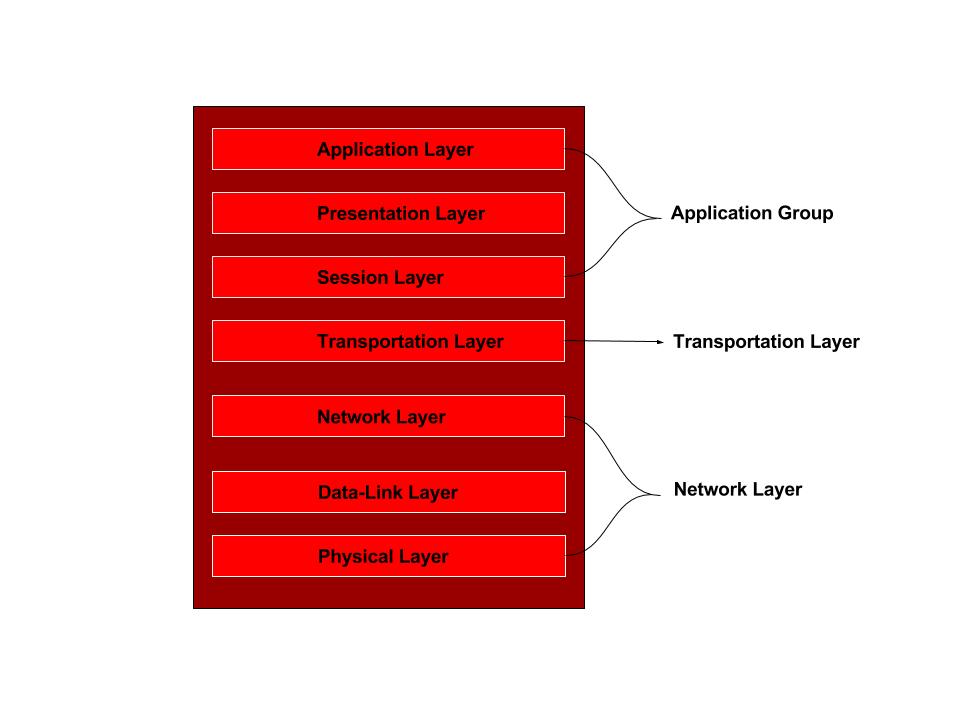 Application Layer
Presentation Layer
Application Group
Session Layer
Transportation Layer
Transportation Layer
Network Layer
Data-Link Layer
Network Layer
Physical Layer